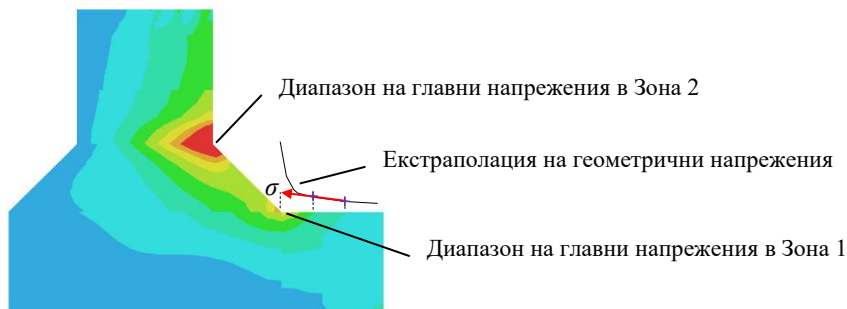 Диапазон на главни напрежения в Зона 2
Екстраполация на геометрични напрежения
σ
Диапазон на главни напрежения в Зона 1